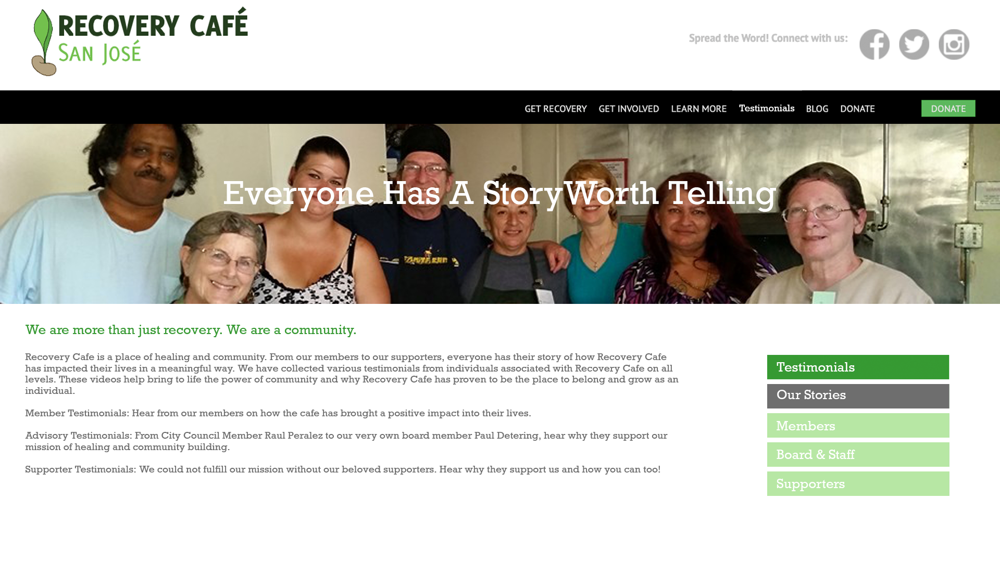 RECOVERY CAFÉ
SAN JOSÉ
Spread the Word! Connect with us:
GET RECOVERY GET INVOLVED LEARN MORE Testimonials BLOG DONATE DONATE
Everyone Has A StoryWorth Telling
We are more than just recovery. We are a community.
Recovery Cafe is a place of healing and community. From our members to our supporters, everyone has their story of how Recovery Cafe
has impacted their lives in a meaningful way. We have collected various testimonials from individuals associated with Recovery Cafe on all
levels. These videos help bring to life the power of community and why Recovery Cafe has proven to be the place to belong and grow as an
individual.
Member Testimonials: Hear from our members on how the cafe has brought a positive impact into their lives.
Advisory Testimonials: From City Council Member Raul Peralez to our very own board member Paul Detering, hear why they support our
mission of healing and community building.
Supporter Testimonials: We could not fulfill our mission without our beloved supporters. Hear why they support us and how you can too!
Testimonials
Our Stories
Members
Board & Staff
Supporters